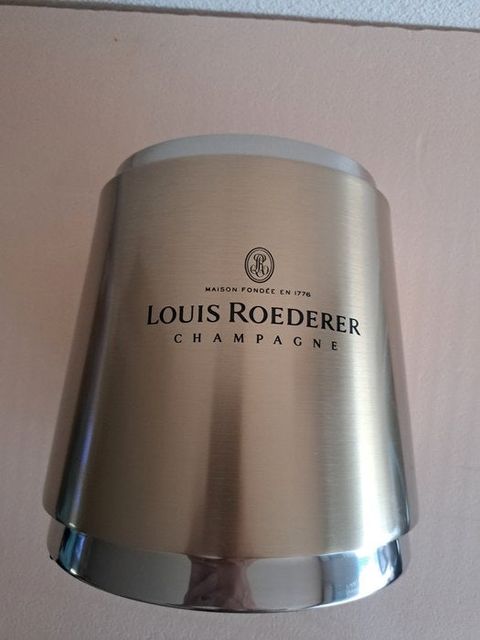 MAISON FONDÉE EN 1776
LOUIS ROEDERER
CHAMPAGNE